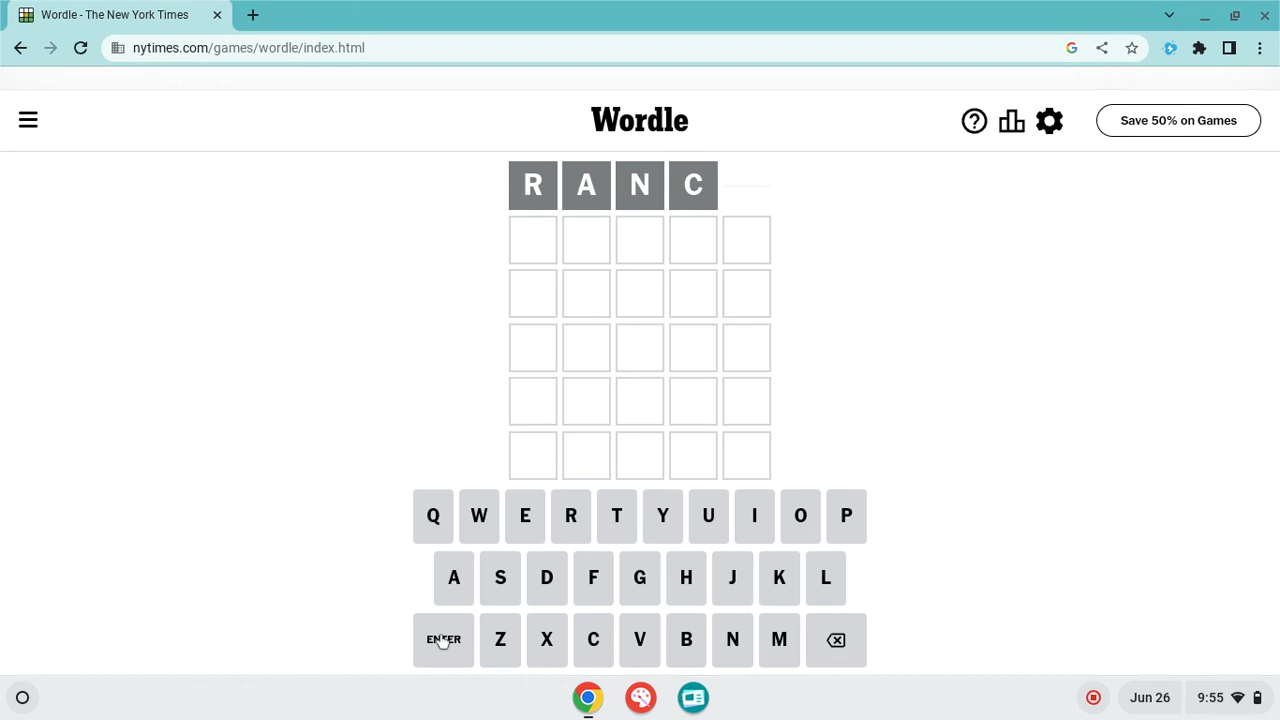 Wordle - The New York Times
nytimes.com/games/wordle/index.html
Wordle
Save 50% on Games
R A N C
Q W E R T Y U I O P
A S D F G H J K L
ENTER Z X C V B N M
Jun 26 9:55